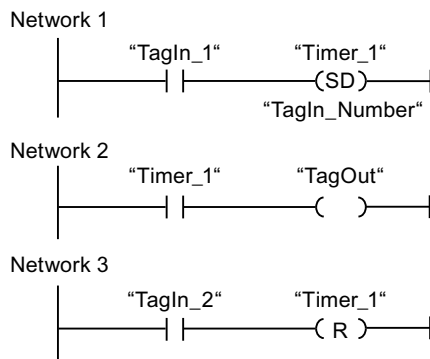 Network 1
“TagIn_1“ “Timer_1“
SD
“TagIn_Number“
Network 2
“Timer_1“ “TagOut“
Network 3
“TagIn_2“ “Timer_1“
R